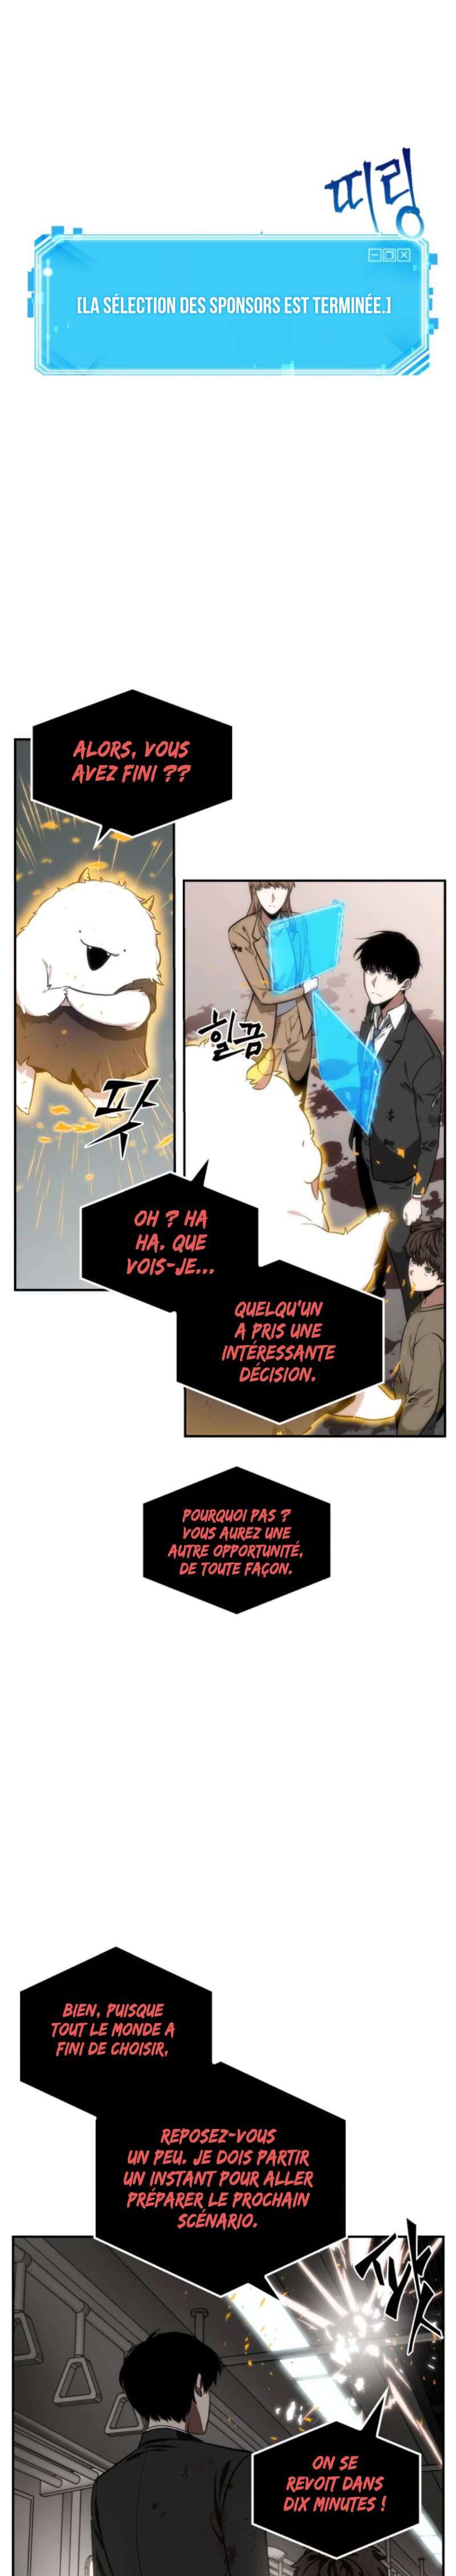 띠링
[LA SÉLECTION DES SPONSORS EST TERMINÉE.]
ALORS, VOUS
AVEZ FINI ??
팍
힐끔
OH ? HA
HA. QUE
VOIS-JE...
QUELQU'UN
A PRIS UNE
INTÉRESSANTE
DÉCISION.
POURQUOI PAS ?
VOUS AUREZ UNE
AUTRE OPPORTUNITÉ,
DE TOUTE FAÇON.
BIEN, PUISQUE
TOUT LE MONDE A
FINI DE CHOISIR,
REPOSEZ-VOUS
UN PEU. JE DOIS PARTIR
UN INSTANT POUR ALLER
PRÉPARER LE PROCHAIN
SCÉNARIO.
ON SE
REVOIT DANS
DIX MINUTES !